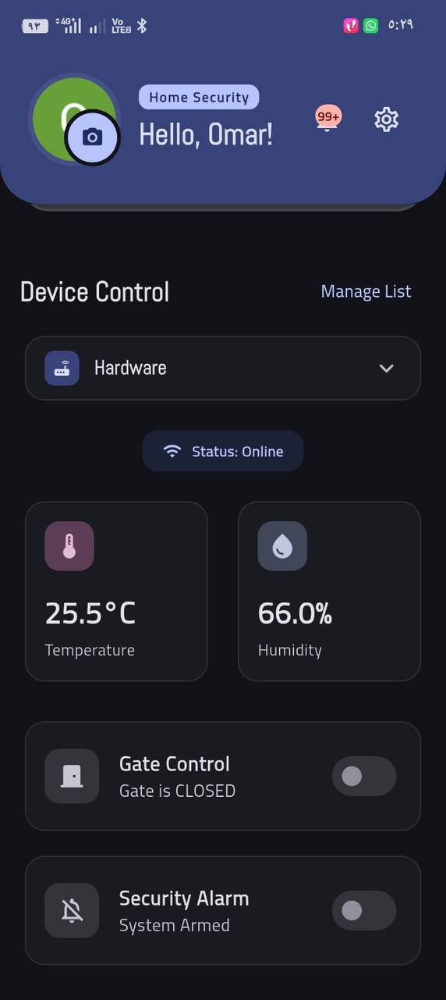 ٩٣ 4G+ Vo LTE2 ٥:٢٩
Home Security
Hello, Omar!
99+
Device Control
Manage List
Hardware
Status: Online
25.5°C
Temperature
66.0%
Humidity
Gate Control
Gate is CLOSED
Security Alarm
System Armed